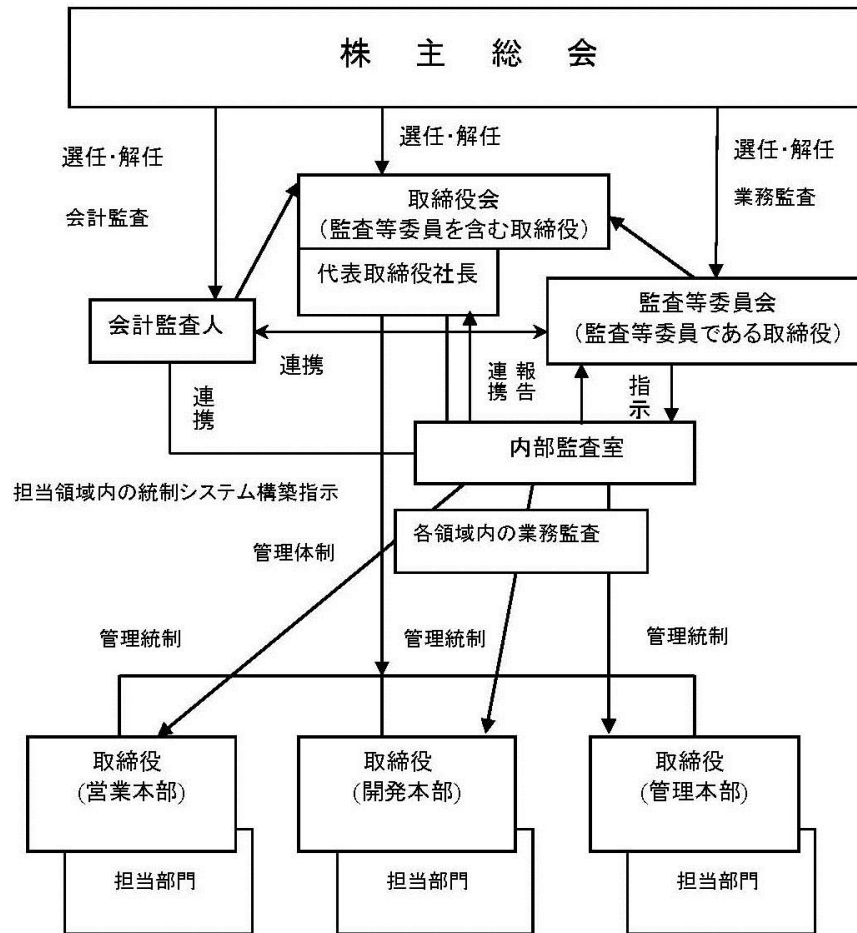 株主総会
選任・解任
選任・解任
選任・解任
会計監査
業務監査
取締役会
（監査等委員を含む取締役）
代表取締役社長
監査等委員会
（監査等委員である取締役）
会計監査人
連携
連携
連携
報告
指示
内部監査室
担当領域内の統制システム構築指示
各領域内の業務監査
管理体制
管理統制
管理統制
管理統制
取締役
(営業本部)
取締役
(開発本部)
取締役
(管理本部)
担当部門
担当部門
担当部門